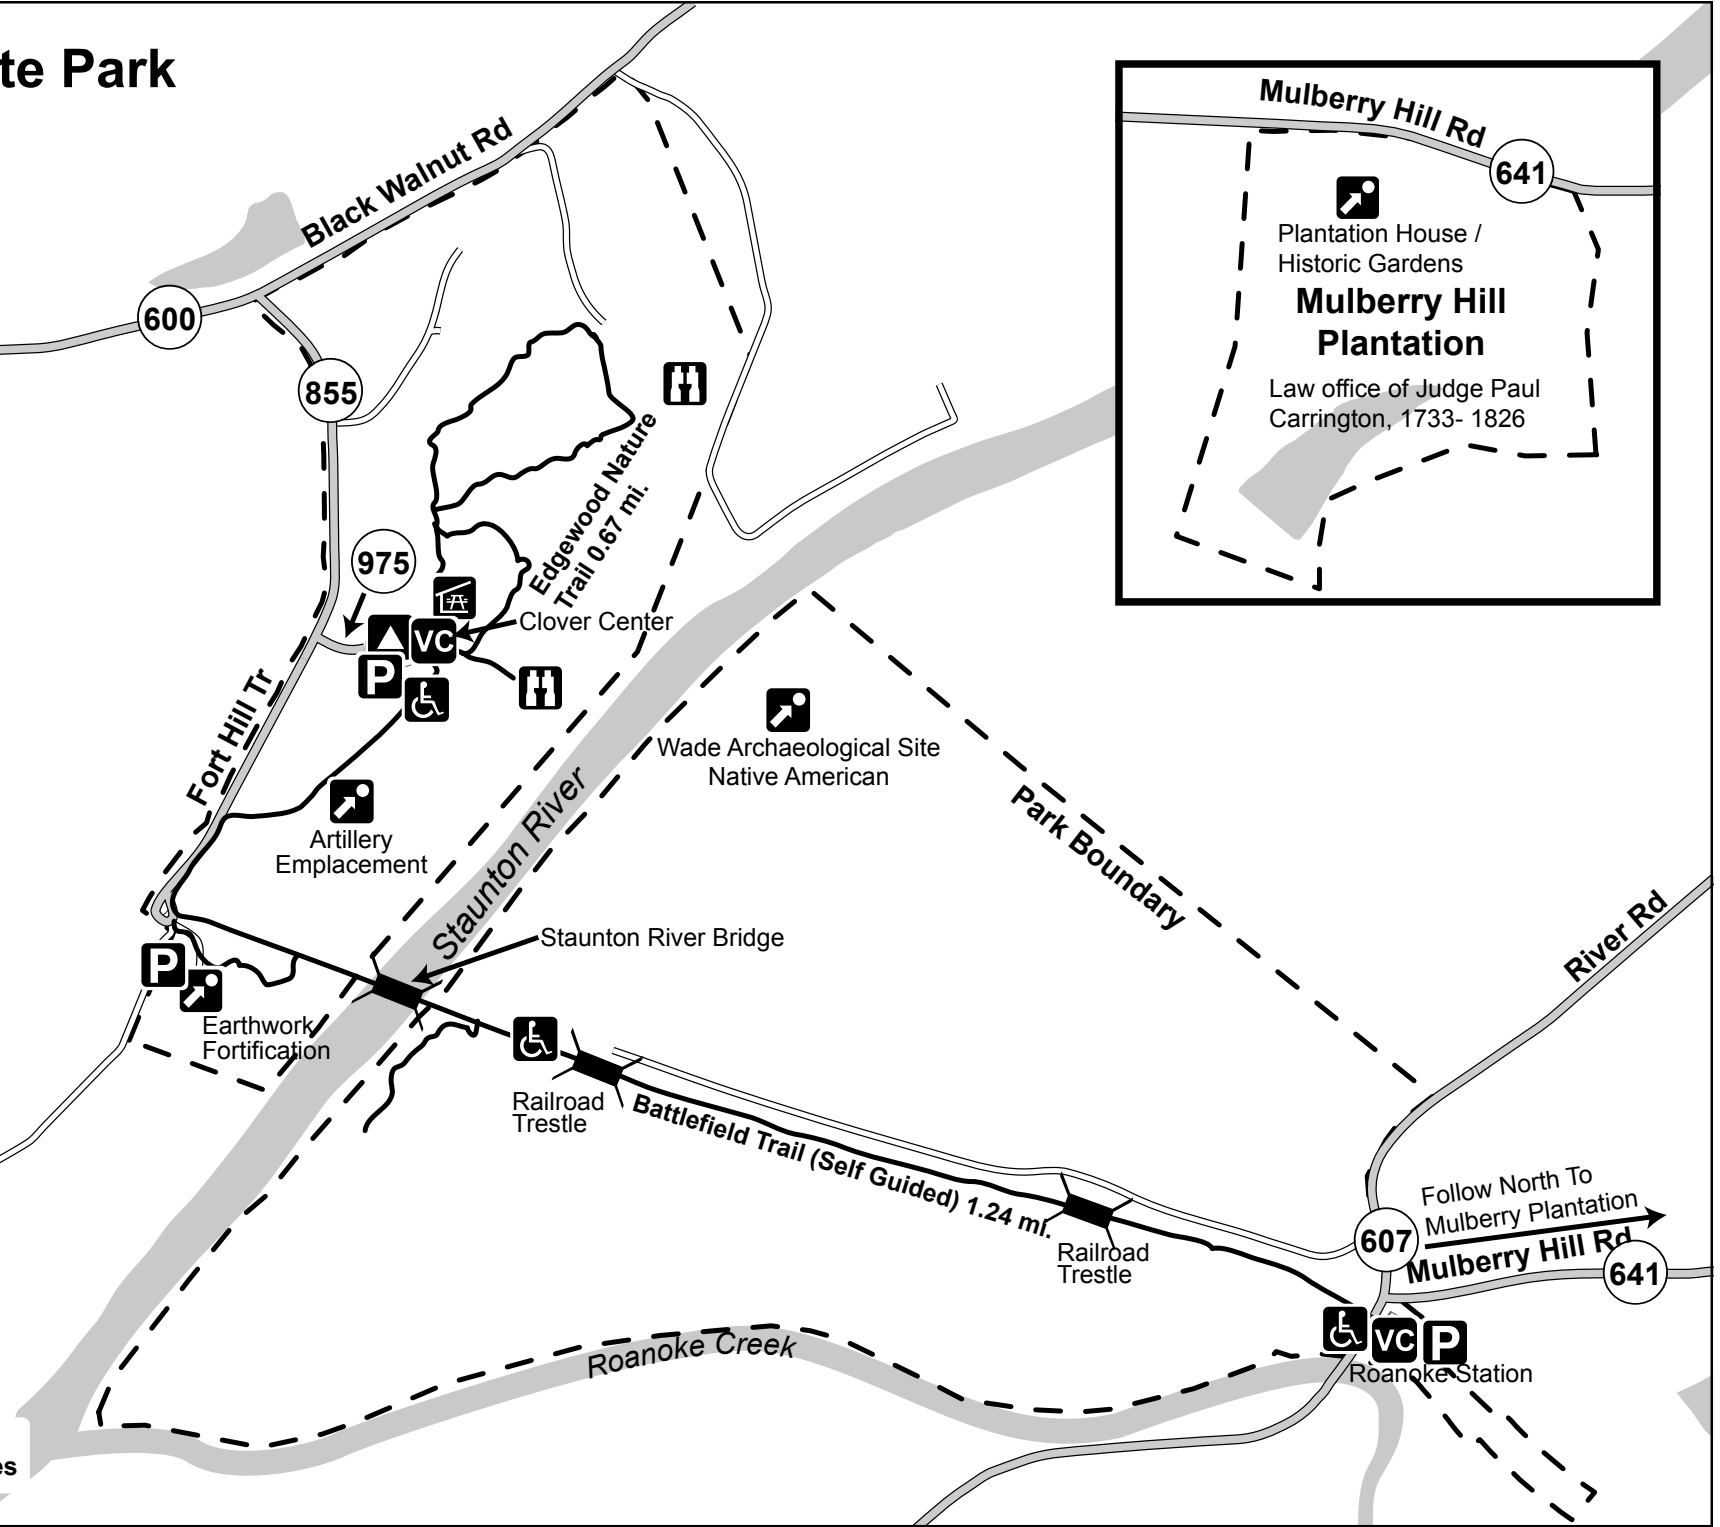 te Park
Black Walnut Rd
600
855
975
Edgewood Nature
Trail 0.67 mi.
VC
Clover Center
P
Fort Hill Tr
Artillery
Emplacement
Staunton River
Staunton River Bridge
P
Earthwork
Fortification
Wade Archaeological Site
Native American
Park Boundary
River Rd
Railroad
Trestle
Battlefield Trail (Self Guided) 1.24 mi.
Railroad
Trestle
607
Follow North To
Mulberry Plantation
Mulberry Hill Rd
641
VC
P
Roanoke Station
Roanoke Creek
es
Mulberry Hill Rd
641
Plantation House /
Historic Gardens
Mulberry Hill
Plantation
Law office of Judge Paul
Carrington, 1733- 1826